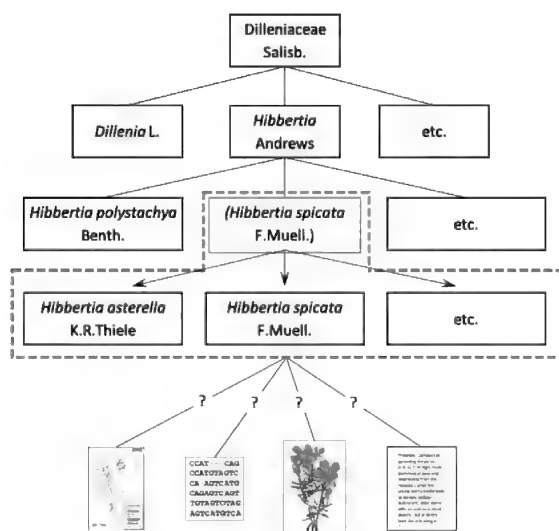 Dilleniaceae
Salisb.
Dillenia L.
Hibbertia
Andrews
etc.
Hibbertia polystachya
Benth.
(Hibbertia spicata
F.Muell.)
etc.
Hibbertia asterella
K.R.Thiele
Hibbertia spicata
F.Muell.
etc.
?
?
?
?
CCAT···CAG
CCATGTAGTC
CA AGTCATG
CAGAGTCAGT
TGTAGTCTAG
AGTCATGTCA